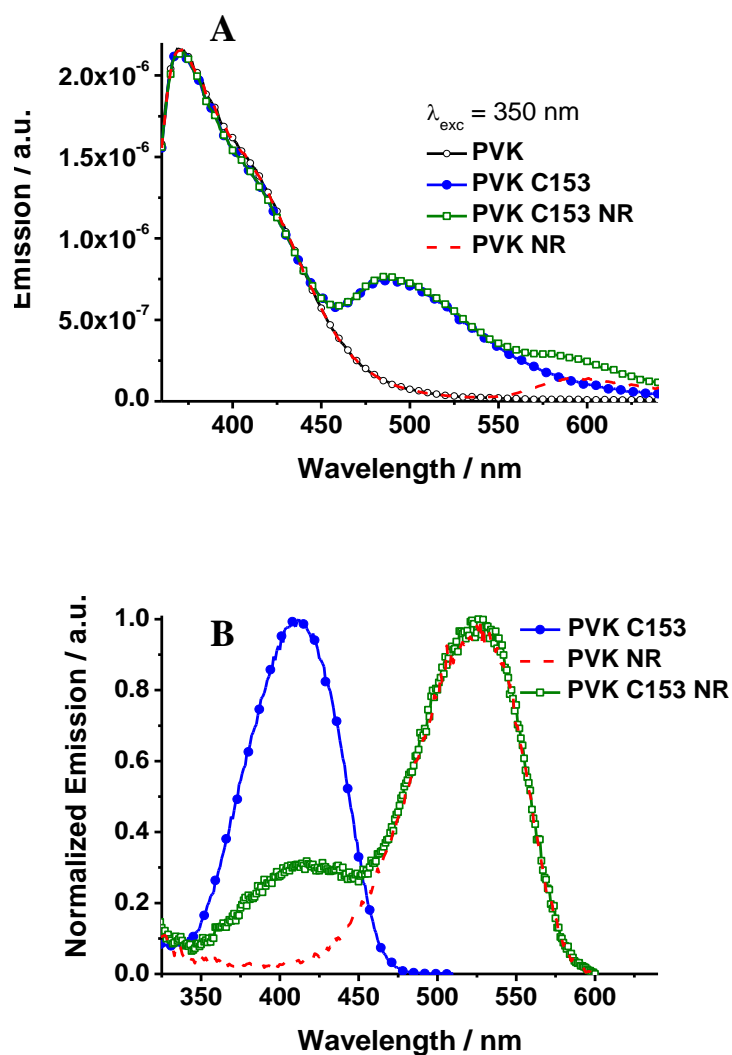 A
2.0x10-6
1.5x10-6
1.0x10-6
5.0x10-7
0.0
Emission / a.u.
λexc = 350 nm
PVK
PVK C153
PVK C153 NR
PVK NR
400 450 500 550 600
Wavelength / nm
B
1.0
0.8
0.6
0.4
0.2
0.0
Normalized Emission / a.u.
PVK C153
PVK NR
PVK C153 NR
350 400 450 500 550 600
Wavelength / nm